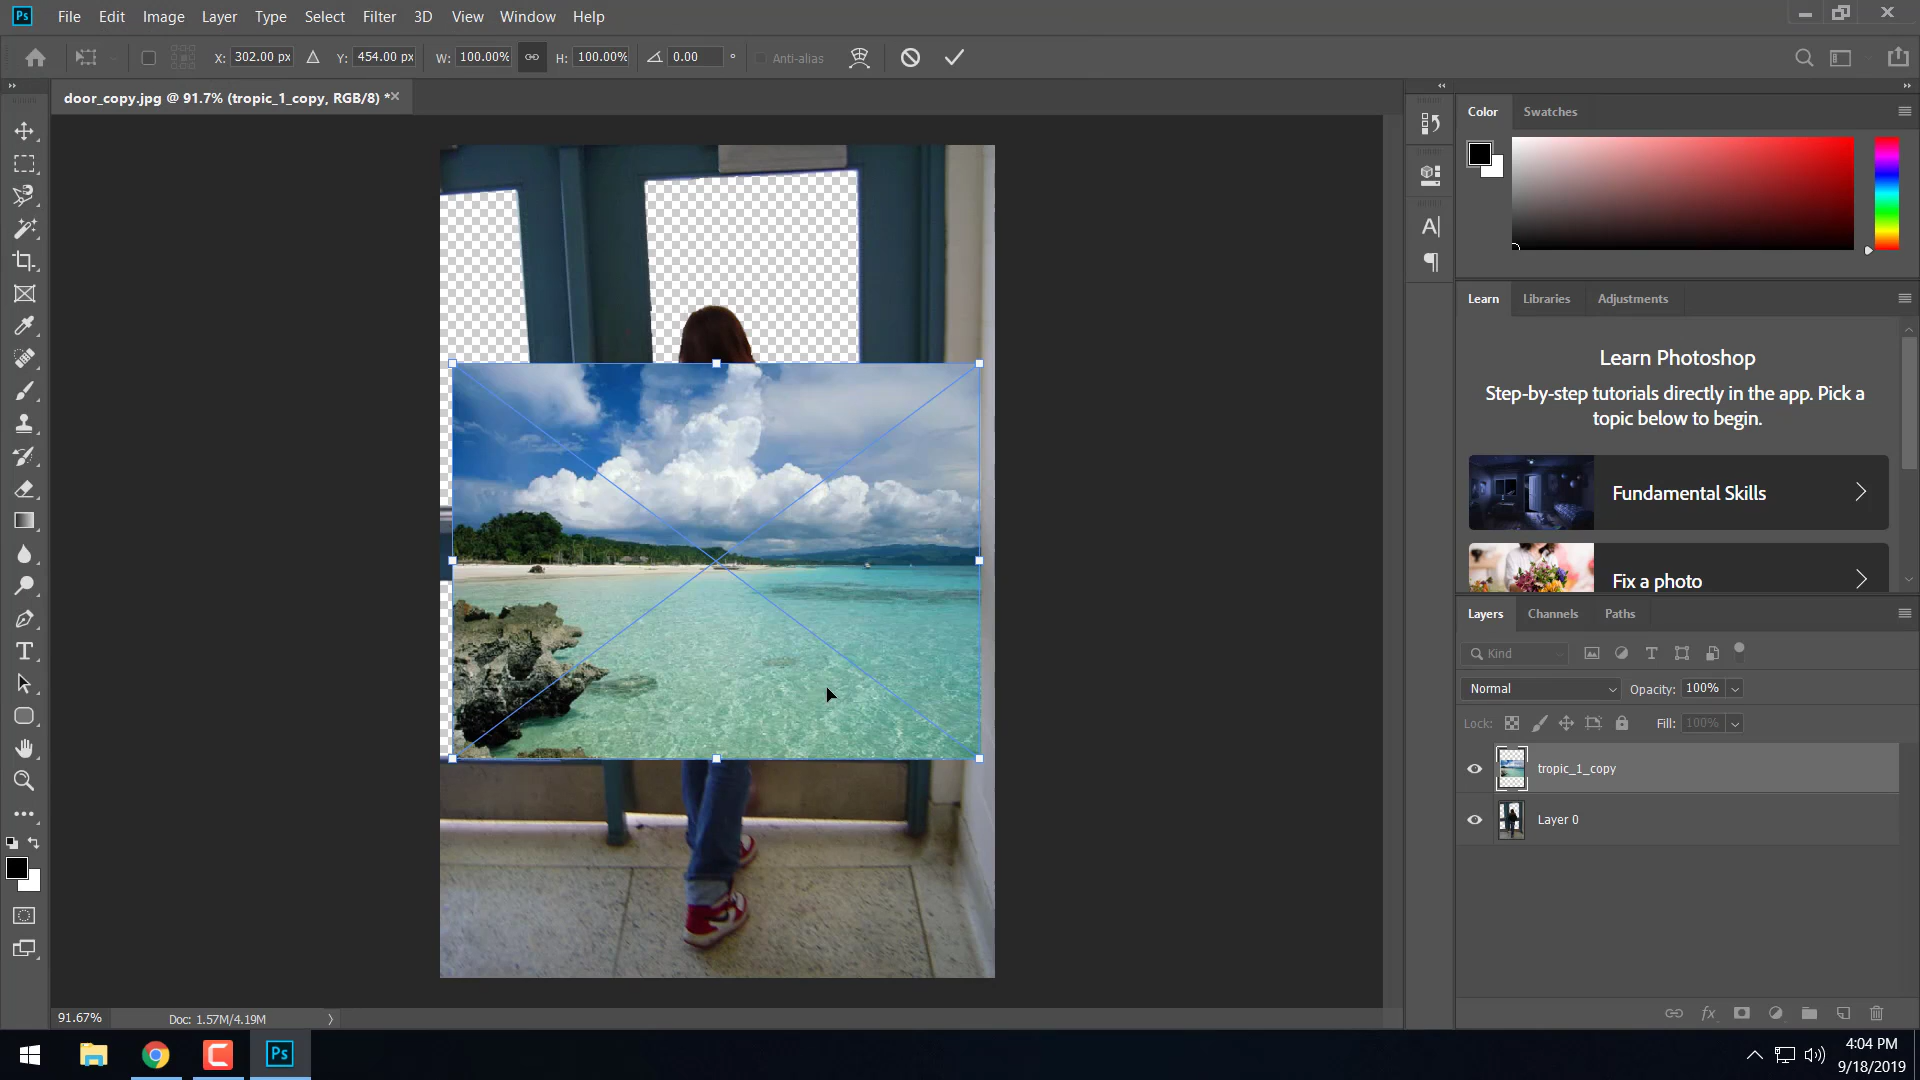 Ps File Edit Image Layer Type Select Filter 3D View Window Help
X: 302.00 px Y: 454.00 px W: 100.00% H: 100.00% 0.00 ° Anti-alias
door_copy.jpg @ 91.7% (tropic_1_copy, RGB/8) *
Color Swatches
Learn Libraries Adjustments
Learn Photoshop
Step-by-step tutorials directly in the app. Pick a
topic below to begin.
Fundamental Skills
Fix a photo
Layers Channels Paths
Kind
Normal Opacity: 100%
Lock: Fill: 100%
tropic_1_copy
Layer 0
91.67% Doc: 1.57M/4.19M
Ps
4:04 PM
9/18/2019